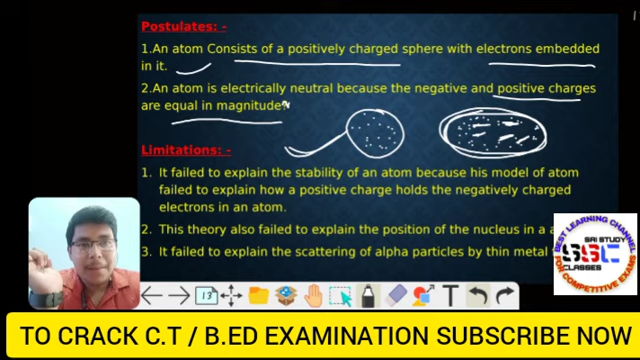 Postulates: -
1.An atom Consists of a positively charged sphere with electrons embedded
in it.
2.An atom is electrically neutral because the negative and positive charges
are equal in magnitude.
Limitations: -
1. It failed to explain the stability of an atom because his model of atom
failed to explain how a positive charge holds the negatively charged
electrons in an atom.
2. This theory also failed to explain the position of the nucleus in a
3. It failed to explain the scattering of alpha particles by thin metal
BEST LEARNING CHANNEL
SAI STUDY
SSC
CLASSES
FOR COMPETITIVE EXAMS
13
T
TO CRACK C.T / B.ED EXAMINATION SUBSCRIBE NOW